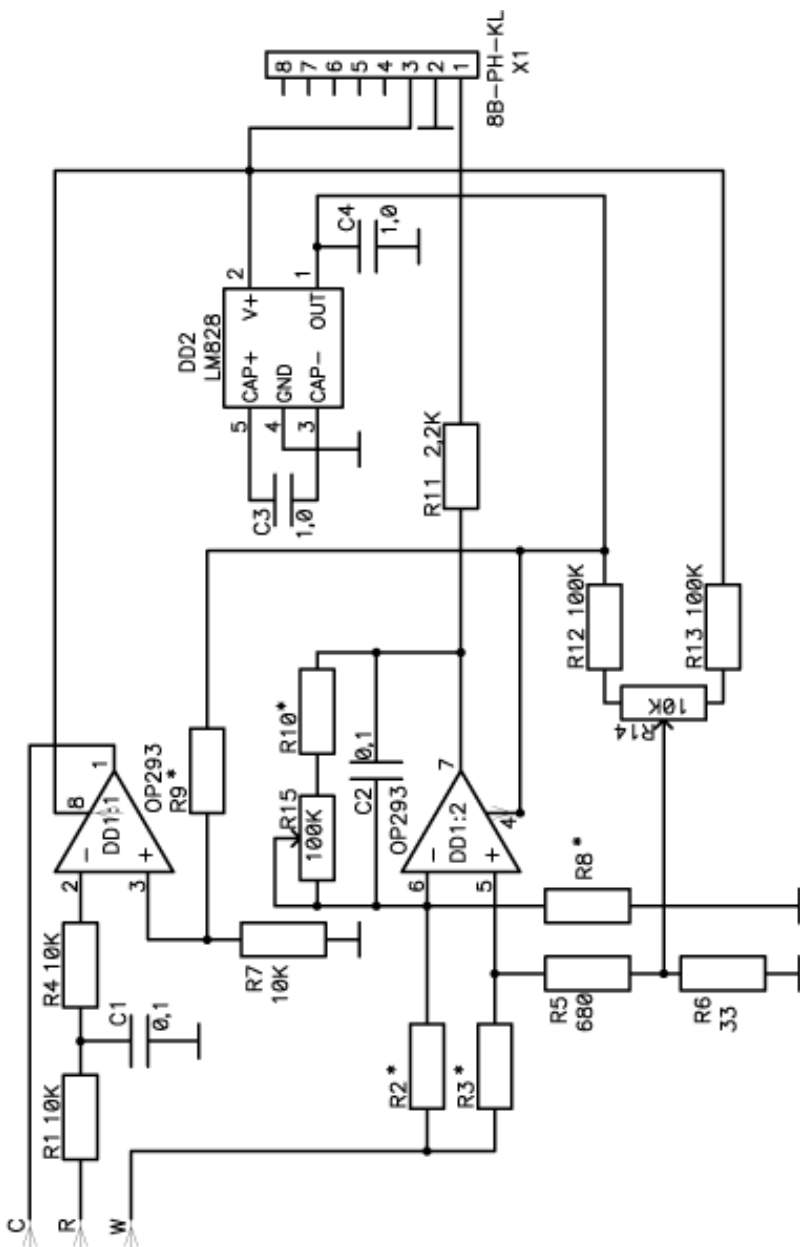 C
R
W
R1 10K
R4 10K
C1
0,1
2
3
8
1
−
+
DD1:1
OP293
R9*
R7
10K
R2*
R3*
R15
100K
R10*
C2
0,1
OP293
6
5
−
+
DD1:2
7
4
R8*
R5
680
R6
33
R14
10K
R12 100K
R13 100K
R11 2,2K
C3
1,0
5
4
3
DD2
LM828
CAP+
GND
CAP−
V+
OUT
2
1
C4
1,0
8
7
6
5
4
3
2
1
8B−PH−KL
X1